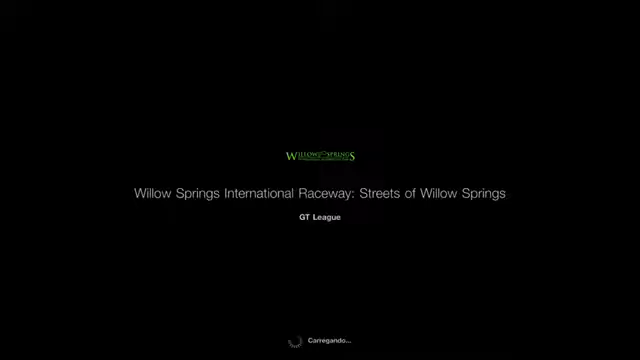 WILLOW SPRINGS
Willow Springs International Raceway: Streets of Willow Springs
GT League
Carregando...